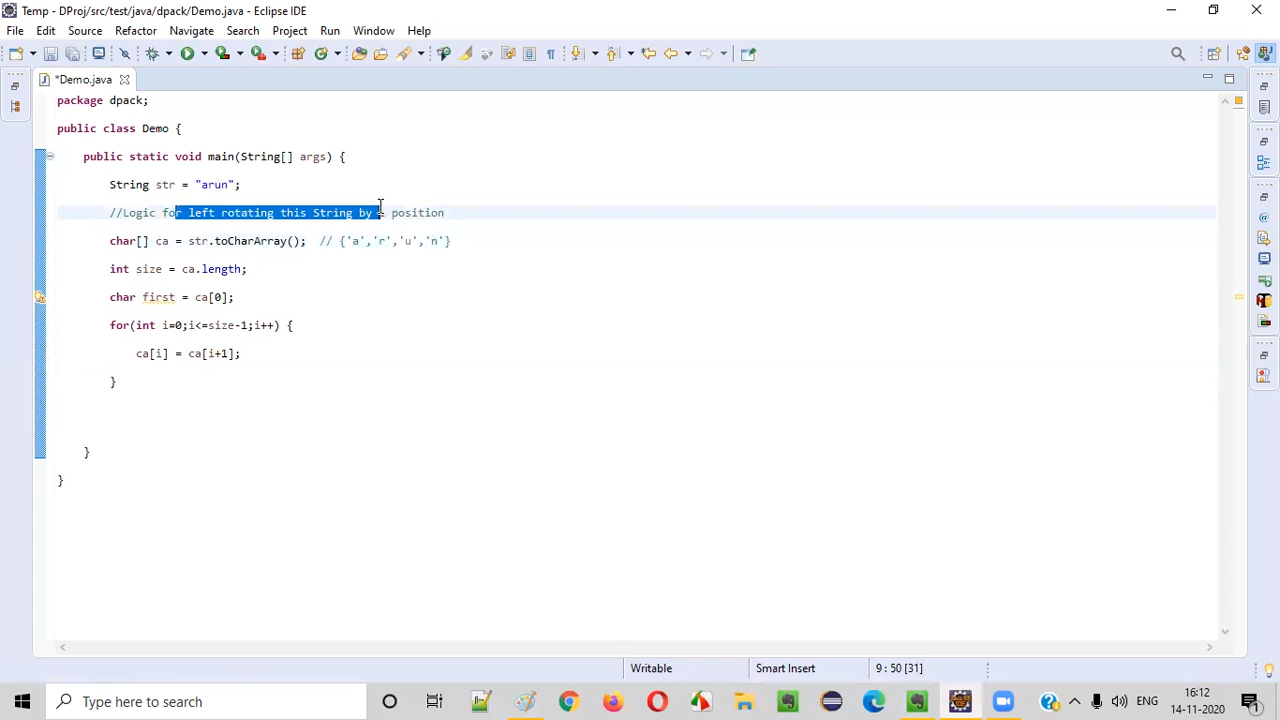 Temp - DProj/src/test/java/dpack/Demo.java - Eclipse IDE
File Edit Source Refactor Navigate Search Project Run Window Help
*Demo.java
package dpack;
public class Demo {
public static void main(String[] args) {
String str = "arun";
//Logic for left rotating this String by position
char[] ca = str.toCharArray();  // {'a','r','u','n'}
int size = ca.length;
char first = ca[0];
for(int i=0;i<=size-1;i++) {
ca[i] = ca[i+1];
}
}
}
Writable Smart Insert 9 : 50 [31]
Type here to search
ENG
16:12
14-11-2020